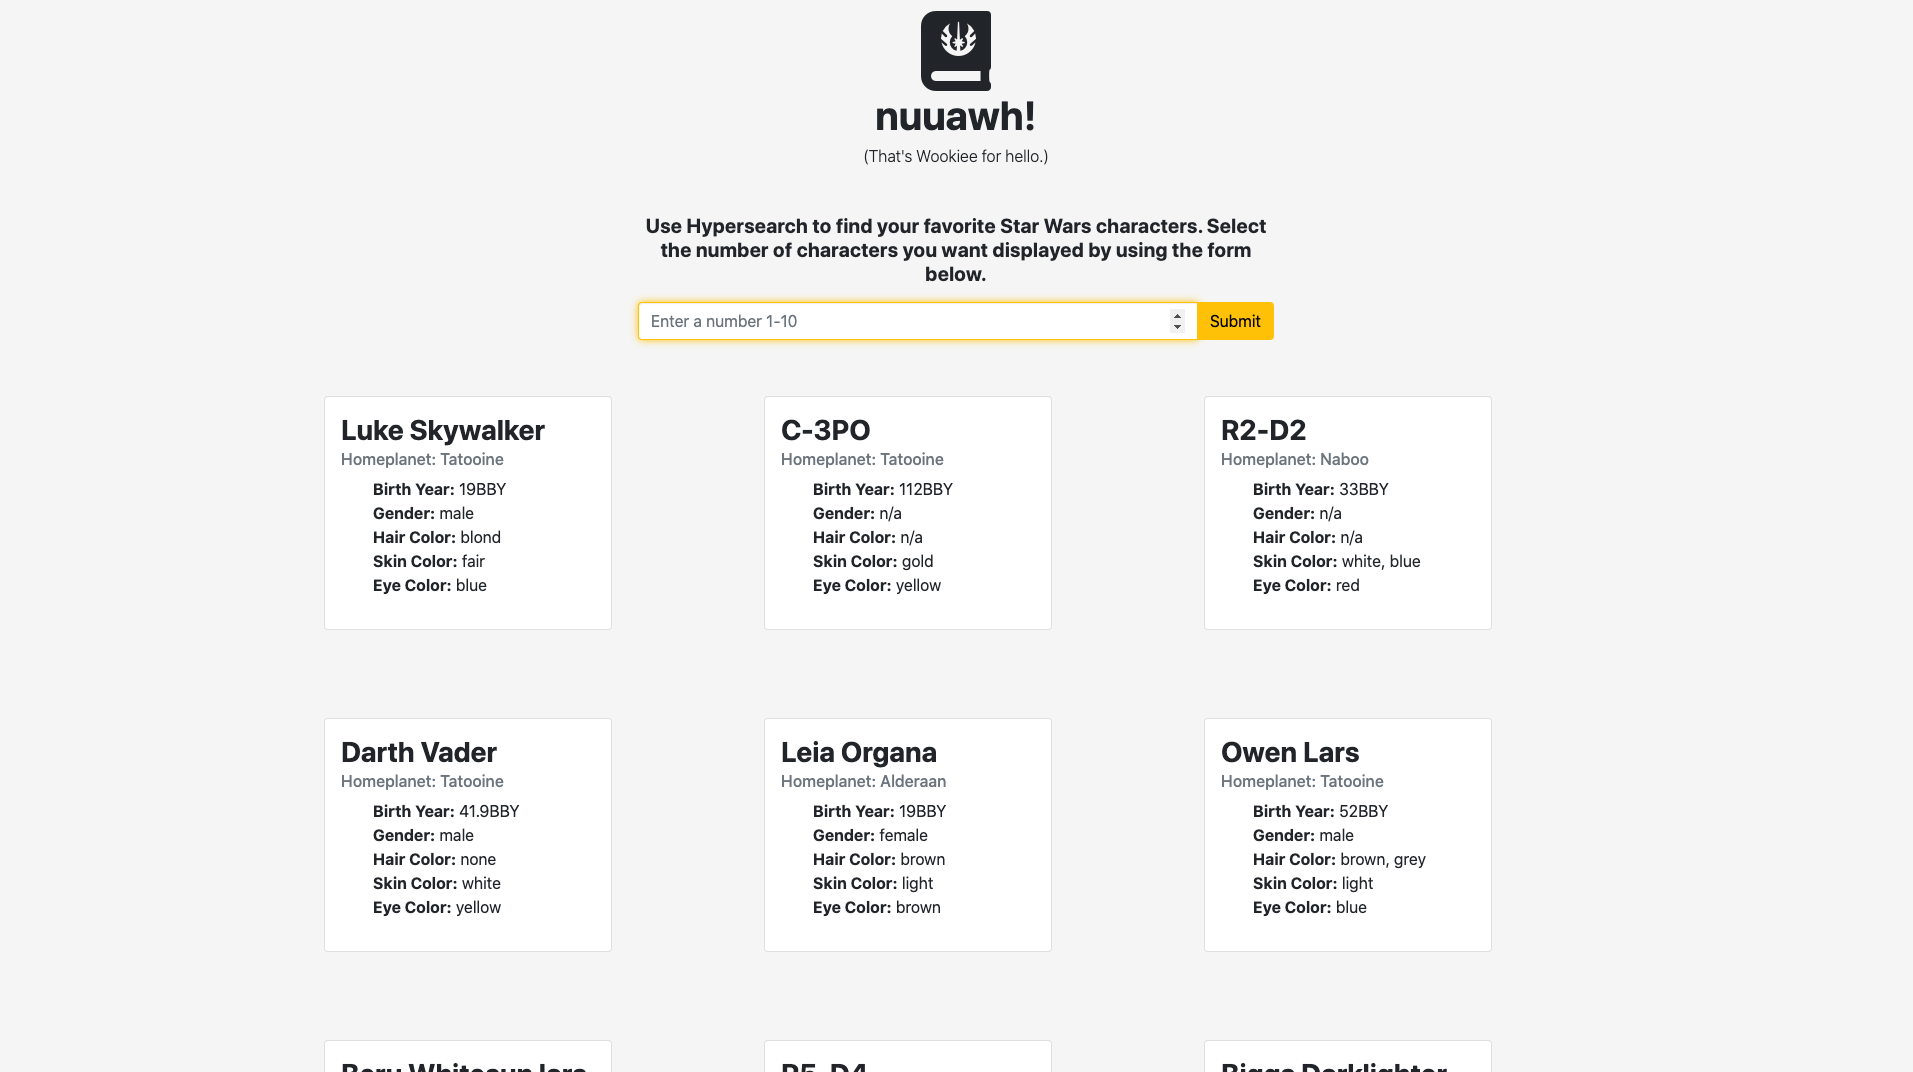 nuuawh!
(That's Wookiee for hello.)
Use Hypersearch to find your favorite Star Wars characters. Select
the number of characters you want displayed by using the form
below.
Enter a number 1-10
Submit
Luke Skywalker
Homeplanet: Tatooine
Birth Year: 19BBY
Gender: male
Hair Color: blond
Skin Color: fair
Eye Color: blue
C-3PO
Homeplanet: Tatooine
Birth Year: 112BBY
Gender: n/a
Hair Color: n/a
Skin Color: gold
Eye Color: yellow
R2-D2
Homeplanet: Naboo
Birth Year: 33BBY
Gender: n/a
Hair Color: n/a
Skin Color: white, blue
Eye Color: red
Darth Vader
Homeplanet: Tatooine
Birth Year: 41.9BBY
Gender: male
Hair Color: none
Skin Color: white
Eye Color: yellow
Leia Organa
Homeplanet: Alderaan
Birth Year: 19BBY
Gender: female
Hair Color: brown
Skin Color: light
Eye Color: brown
Owen Lars
Homeplanet: Tatooine
Birth Year: 52BBY
Gender: male
Hair Color: brown, grey
Skin Color: light
Eye Color: blue
Beru Whitesun lars
R5-D4
Biggs Darklighter